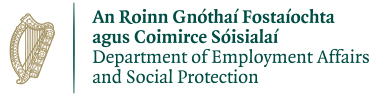 An Roinn Gnóthaí Fostaíochta
agus Coimirce Sóisialaí
Department of Employment Affairs
and Social Protection